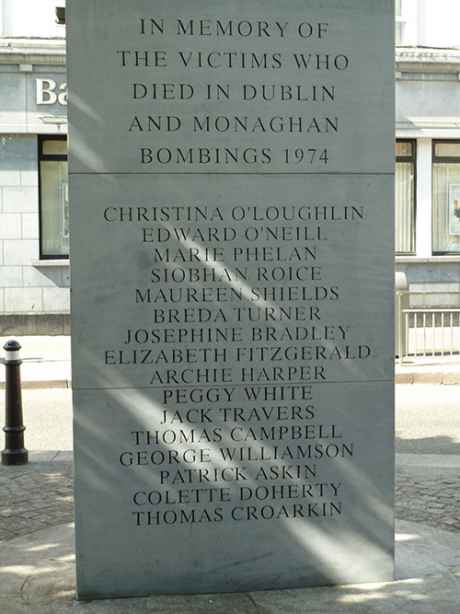 IN MEMORY OF
THE VICTIMS WHO
DIED IN DUBLIN
AND MONAGHAN
BOMBINGS 1974
Ba
CHRISTINA O'LOUGHLIN
EDWARD O'NEILL
MARIE PHELAN
SIOBHAN ROICE
MAUREEN SHIELDS
BREDA TURNER
JOSEPHINE BRADLEY
ELIZABETH FITZGERALD
ARCHIE HARPER
PEGGY WHITE
JACK TRAVERS
THOMAS CAMPBELL
GEORGE WILLIAMSON
PATRICK ASKIN
COLETTE DOHERTY
THOMAS CROARKIN